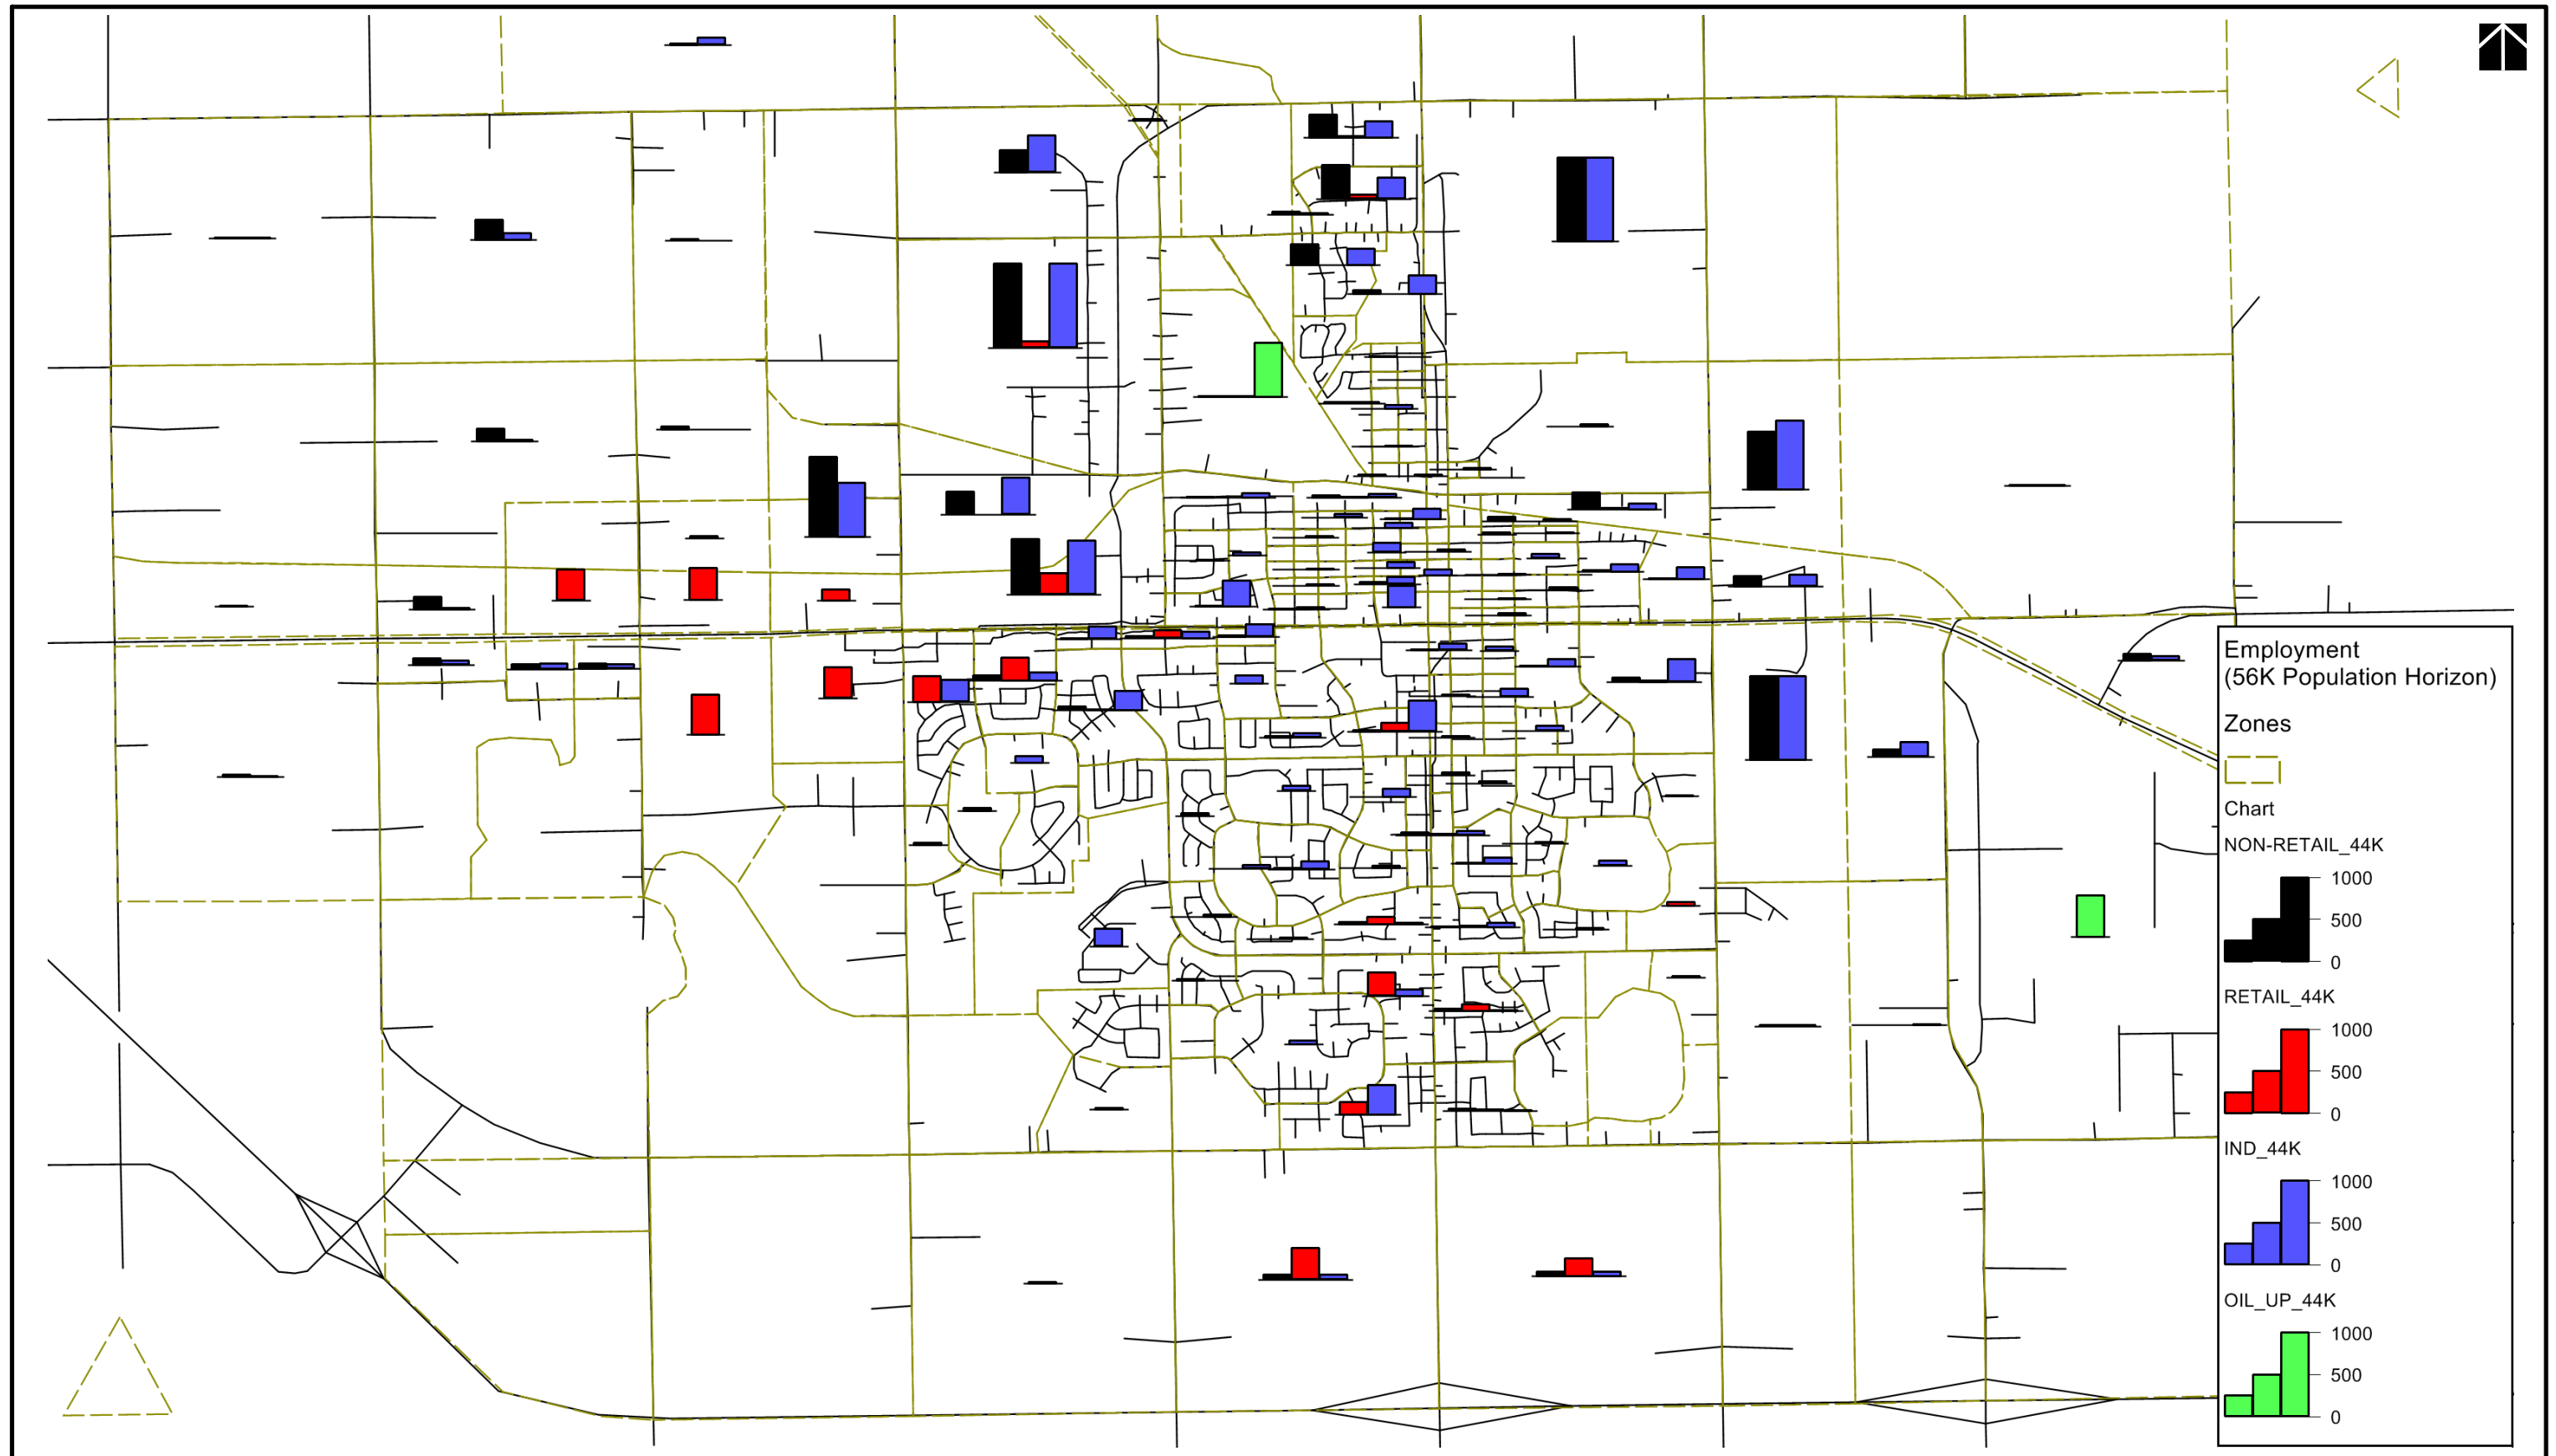 Employment
(56K Population Horizon)
Zones
Chart
NON-RETAIL_44K
1000
500
0
RETAIL_44K
1000
500
0
IND_44K
1000
500
0
OIL_UP_44K
1000
500
0